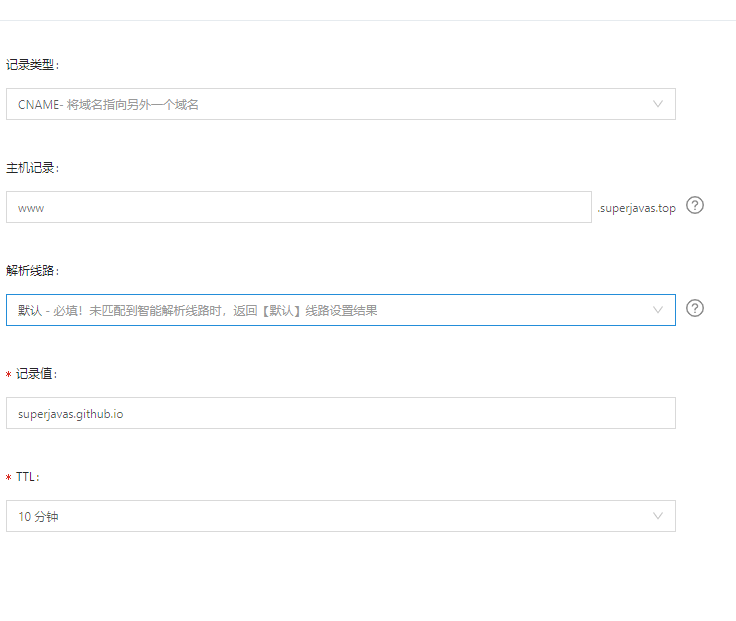 记录类型：
CNAME- 将域名指向另外一个域名
主机记录：
www .superjavas.top ?
解析线路：
默认 - 必填！未匹配到智能解析线路时，返回【默认】线路设置结果 ?
* 记录值：
superjavas.github.io
* TTL：
10 分钟